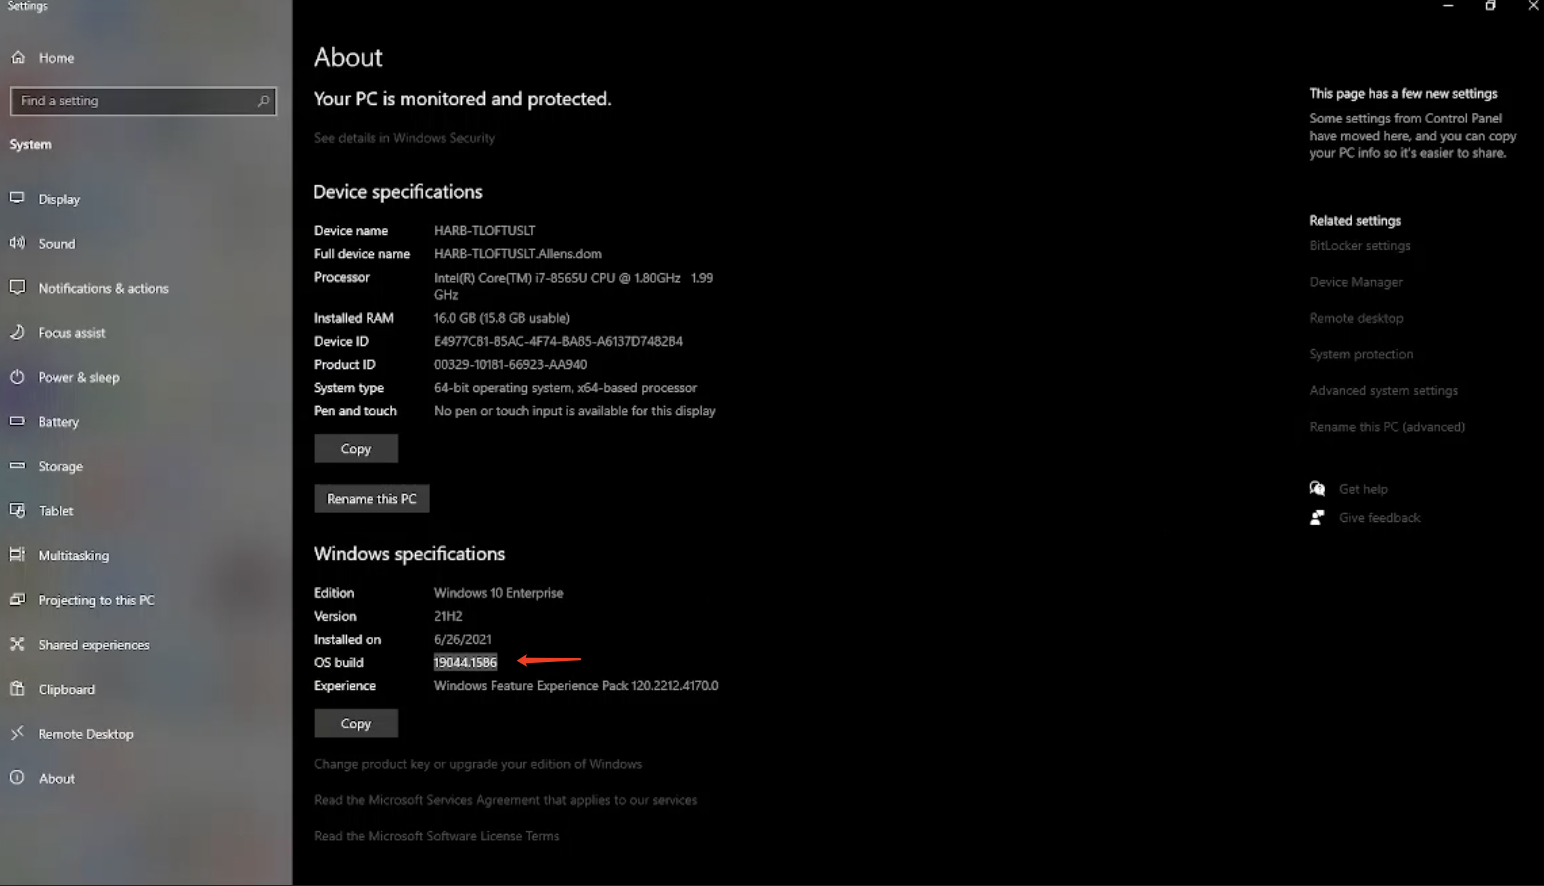 Settings
Home
Find a setting
System
Display
Sound
Notifications & actions
Focus assist
Power & sleep
Battery
Storage
Tablet
Multitasking
Projecting to this PC
Shared experiences
Clipboard
Remote Desktop
About
About
Your PC is monitored and protected.
See details in Windows Security
Device specifications
Device name HARB-TLOFTUSLT
Full device name HARB-TLOFTUSLT.Allens.dom
Processor Intel(R) Core(TM) i7-8565U CPU @ 1.80GHz 1.99
GHz
Installed RAM 16.0 GB (15.8 GB usable)
Device ID E4977C81-85AC-4F74-BA85-A6137D7482B4
Product ID 00329-10181-66923-AA940
System type 64-bit operating system, x64-based processor
Pen and touch No pen or touch input is available for this display
Copy
Rename this PC
Windows specifications
Edition Windows 10 Enterprise
Version 21H2
Installed on 6/26/2021
OS build 19044.1586
Experience Windows Feature Experience Pack 120.2212.4170.0
Copy
Change product key or upgrade your edition of Windows
Read the Microsoft Services Agreement that applies to our services
Read the Microsoft Software License Terms
This page has a few new settings
Some settings from Control Panel
have moved here, and you can copy
your PC info so it's easier to share.
Related settings
BitLocker settings
Device Manager
Remote desktop
System protection
Advanced system settings
Rename this PC (advanced)
Get help
Give feedback